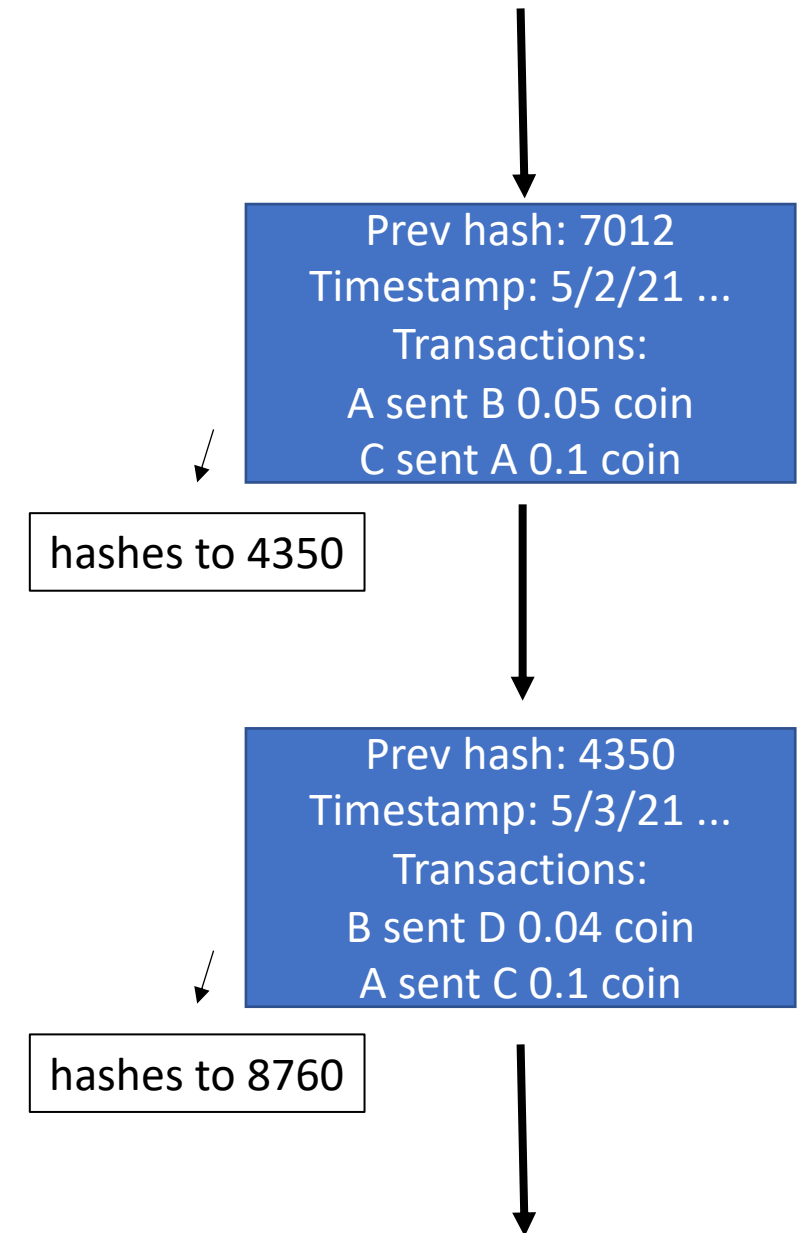 Prev hash: 7012
Timestamp: 5/2/21 ...
Transactions:
A sent B 0.05 coin
C sent A 0.1 coin
hashes to 4350
Prev hash: 4350
Timestamp: 5/3/21 ...
Transactions:
B sent D 0.04 coin
A sent C 0.1 coin
hashes to 8760